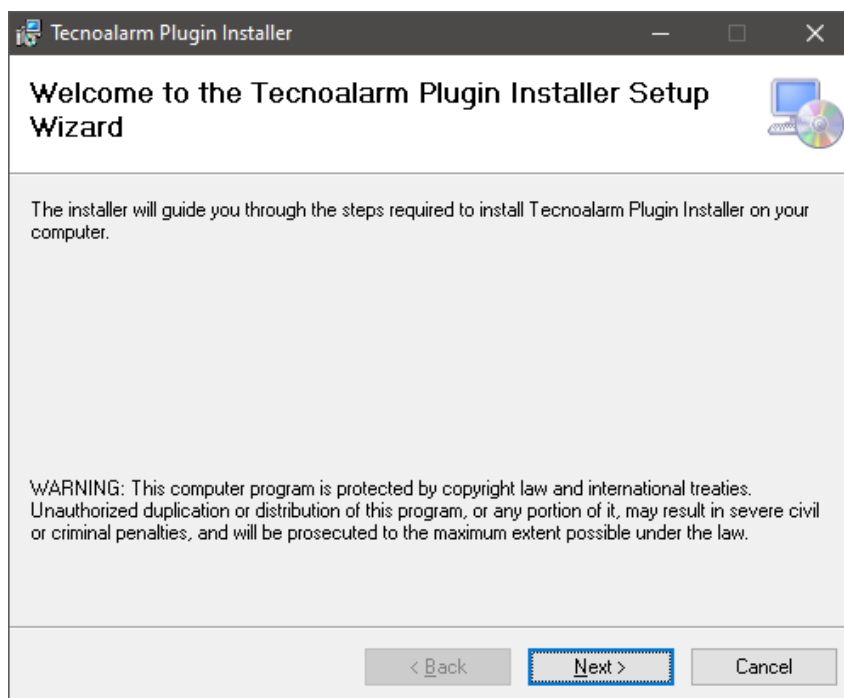 Tecnoalarm Plugin Installer
Welcome to the Tecnoalarm Plugin Installer Setup
Wizard
The installer will guide you through the steps required to install Tecnoalarm Plugin Installer on your
computer.
WARNING: This computer program is protected by copyright law and international treaties.
Unauthorized duplication or distribution of this program, or any portion of it, may result in severe civil
or criminal penalties, and will be prosecuted to the maximum extent possible under the law.
< Back
Next >
Cancel